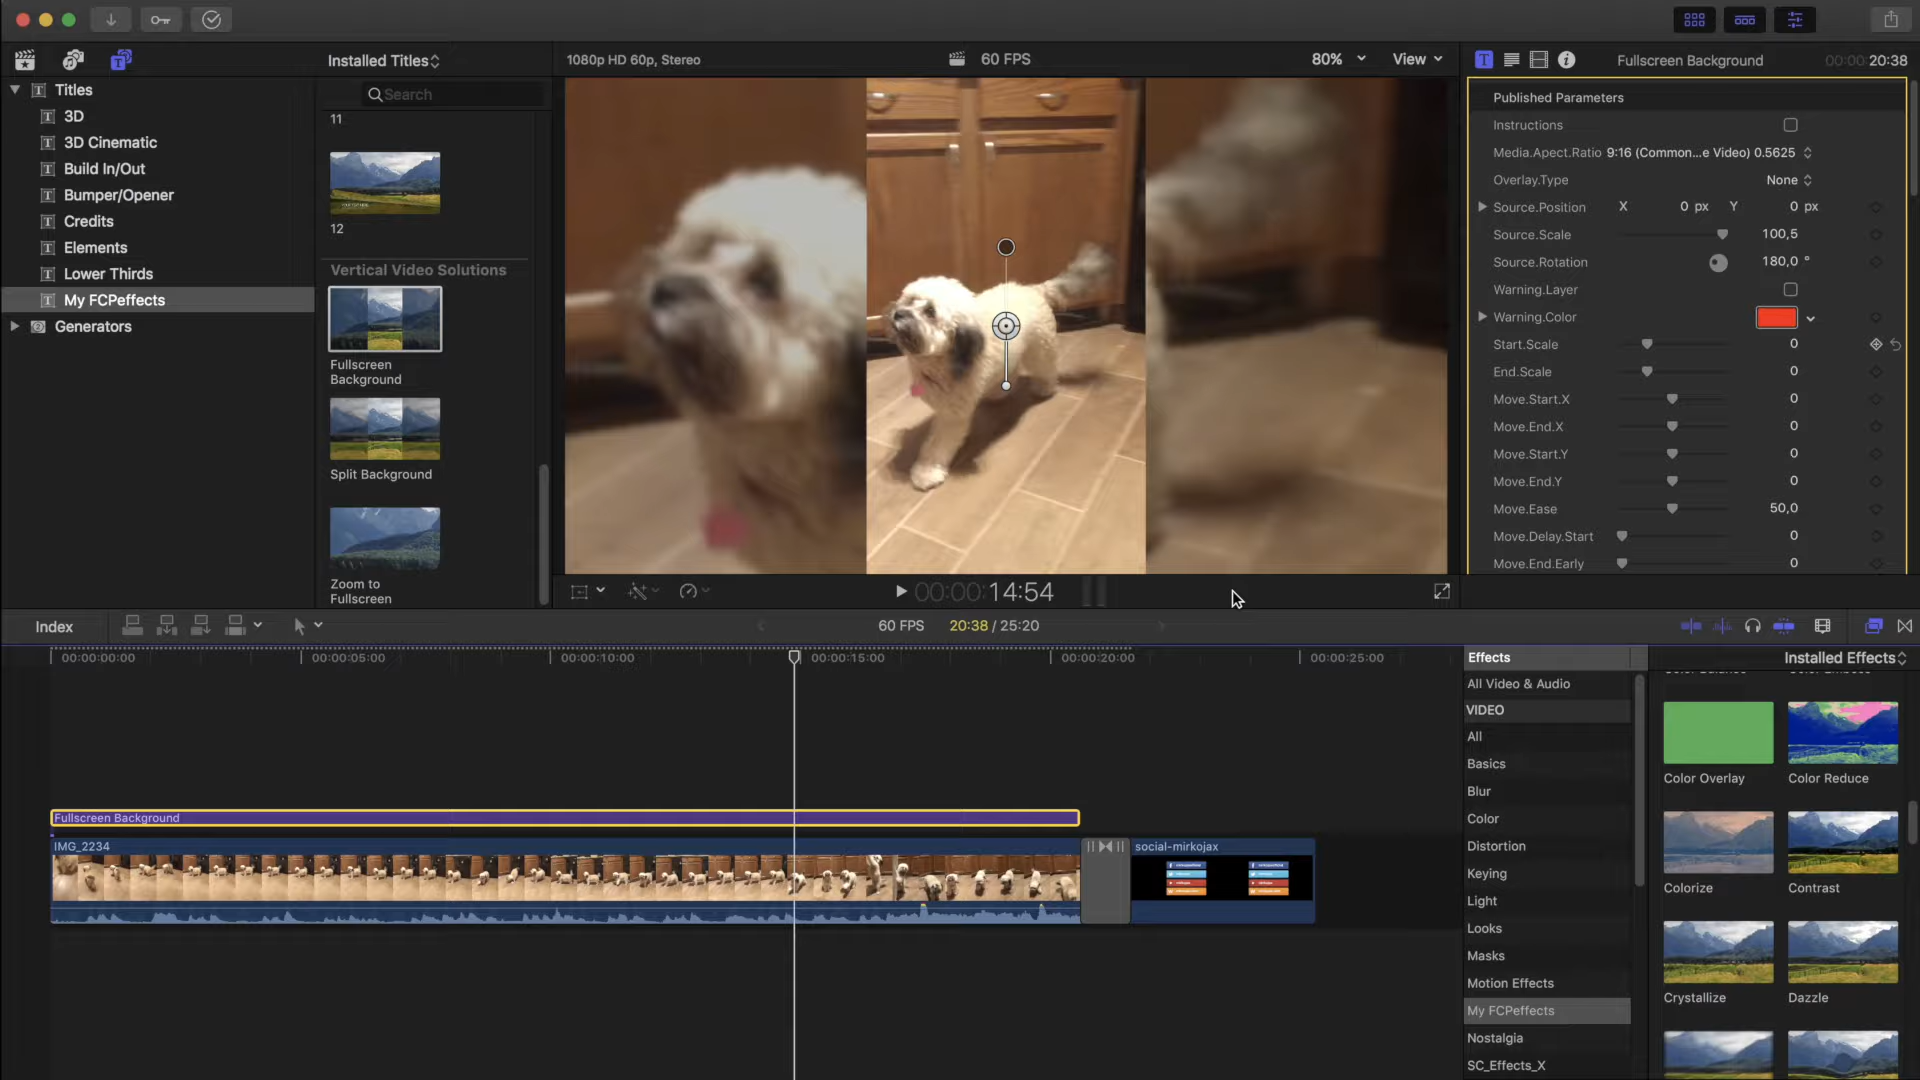 Installed Titles
1080p HD 60p, Stereo
60 FPS
80%
View
Fullscreen Background
00:00:20:38
Titles
3D
3D Cinematic
Build In/Out
Bumper/Opener
Credits
Elements
Lower Thirds
My FCPeffects
Generators
Search
11
12
Vertical Video Solutions
Fullscreen
Background
Split Background
Zoom to
Fullscreen
Published Parameters
Instructions
Media.Apect.Ratio 9:16 (Common...e Video) 0.5625
Overlay.Type None
Source.Position X 0 px Y 0 px
Source.Scale 100,5
Source.Rotation 180,0 °
Warning.Layer
Warning.Color
Start.Scale 0
End.Scale 0
Move.Start.X 0
Move.End.X 0
Move.Start.Y 0
Move.End.Y 0
Move.Ease 50,0
Move.Delay.Start 0
Move.End.Early 0
00:00:14:54
Index
60 FPS
20:38 / 25:20
00:00:00:00
00:00:05:00
00:00:10:00
00:00:15:00
00:00:20:00
00:00:25:00
Fullscreen Background
IMG_2234
social-mirkojax
Effects
Installed Effects
All Video & Audio
VIDEO
All
Basics
Blur
Color
Distortion
Keying
Light
Looks
Masks
Motion Effects
My FCPeffects
Nostalgia
SC_Effects_X
Color Overlay
Color Reduce
Colorize
Contrast
Crystallize
Dazzle